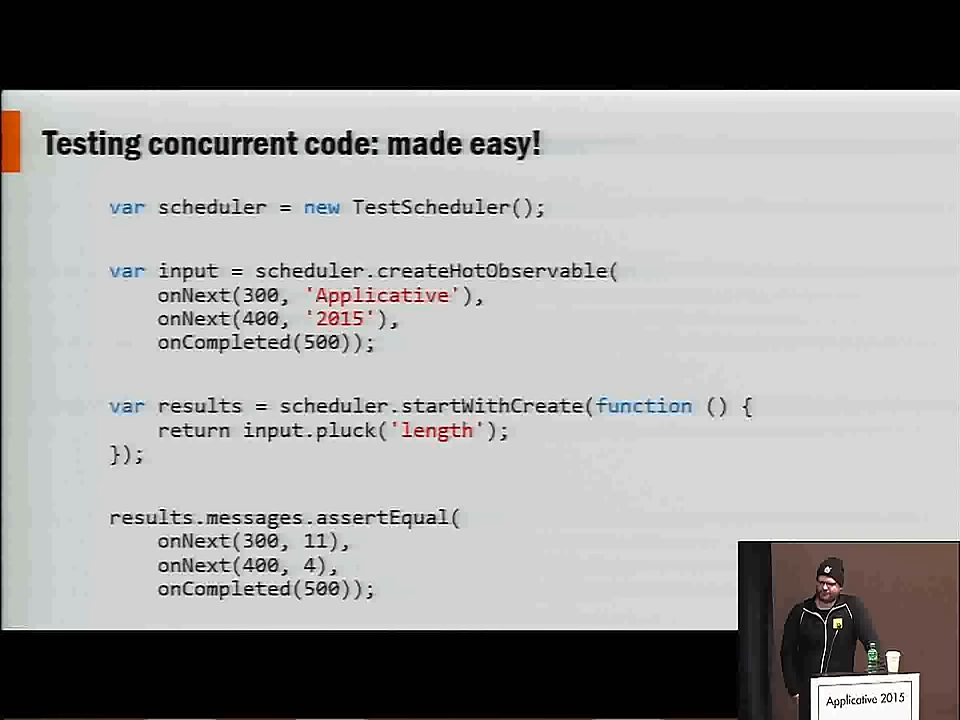 Testing concurrent code: made easy!
var scheduler = new TestScheduler();
var input = scheduler.createHotObservable(
onNext(300, 'Applicative'),
onNext(400, '2015'),
onCompleted(500));
var results = scheduler.startWithCreate(function () {
return input.pluck('length');
});
results.messages.assertEqual(
onNext(300, 11),
onNext(400, 4),
onCompleted(500));
Applicative 2015